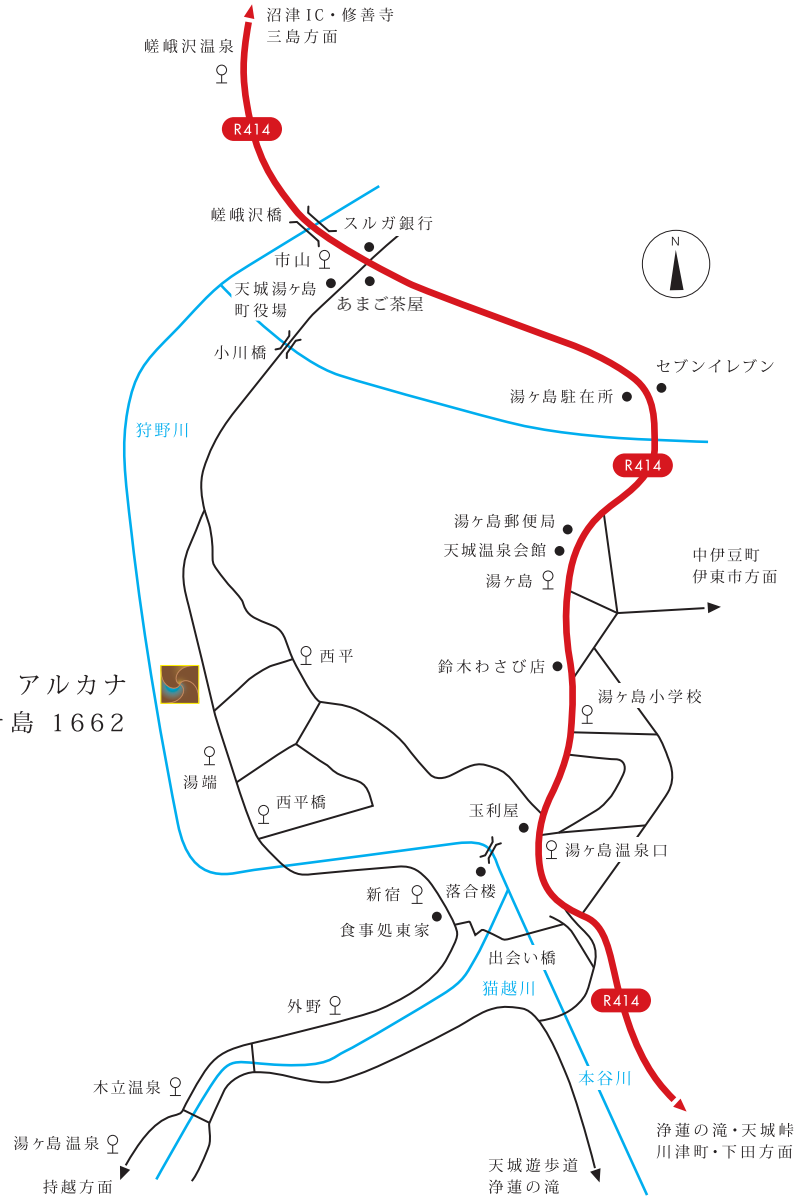 沼津IC・修善寺
三島方面
嵯峨沢温泉
R414
嵯峨沢橋
スルガ銀行
市山
N
天城湯ヶ島
町役場
あまご茶屋
小川橋
セブンイレブン
湯ヶ島駐在所
狩野川
R414
湯ヶ島郵便局
天城温泉会館
湯ヶ島
中伊豆町
伊東市方面
西平
鈴木わさび店
アルカナ
島 1662
湯ヶ島小学校
湯端
西平橋
玉利屋
湯ヶ島温泉口
新宿
落合楼
食事処東家
出会い橋
猫越川
外野
R414
木立温泉
本谷川
湯ヶ島温泉
浄蓮の滝・天城峠
川津町・下田方面
持越方面
天城遊歩道
浄蓮の滝